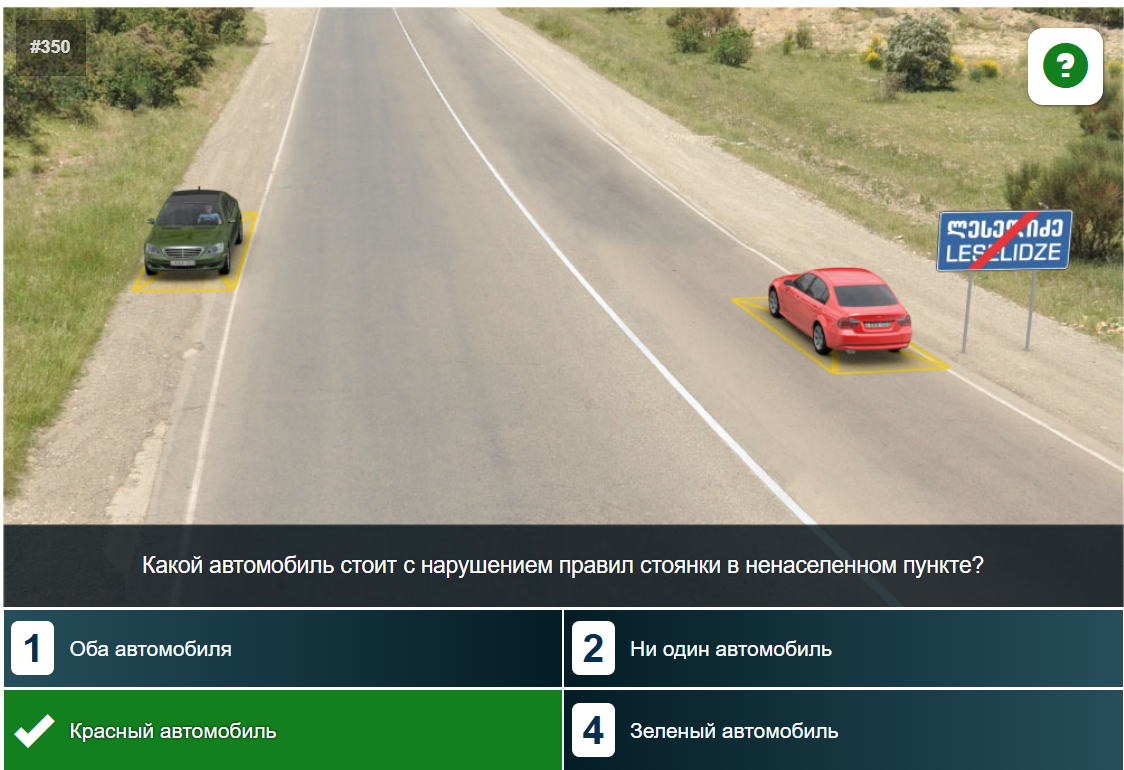 #350
?
ლესელიძე
LESELIDZE
Какой автомобиль стоит с нарушением правил стоянки в ненаселенном пункте?
1 Оба автомобиля
2 Ни один автомобиль
Красный автомобиль
4 Зеленый автомобиль